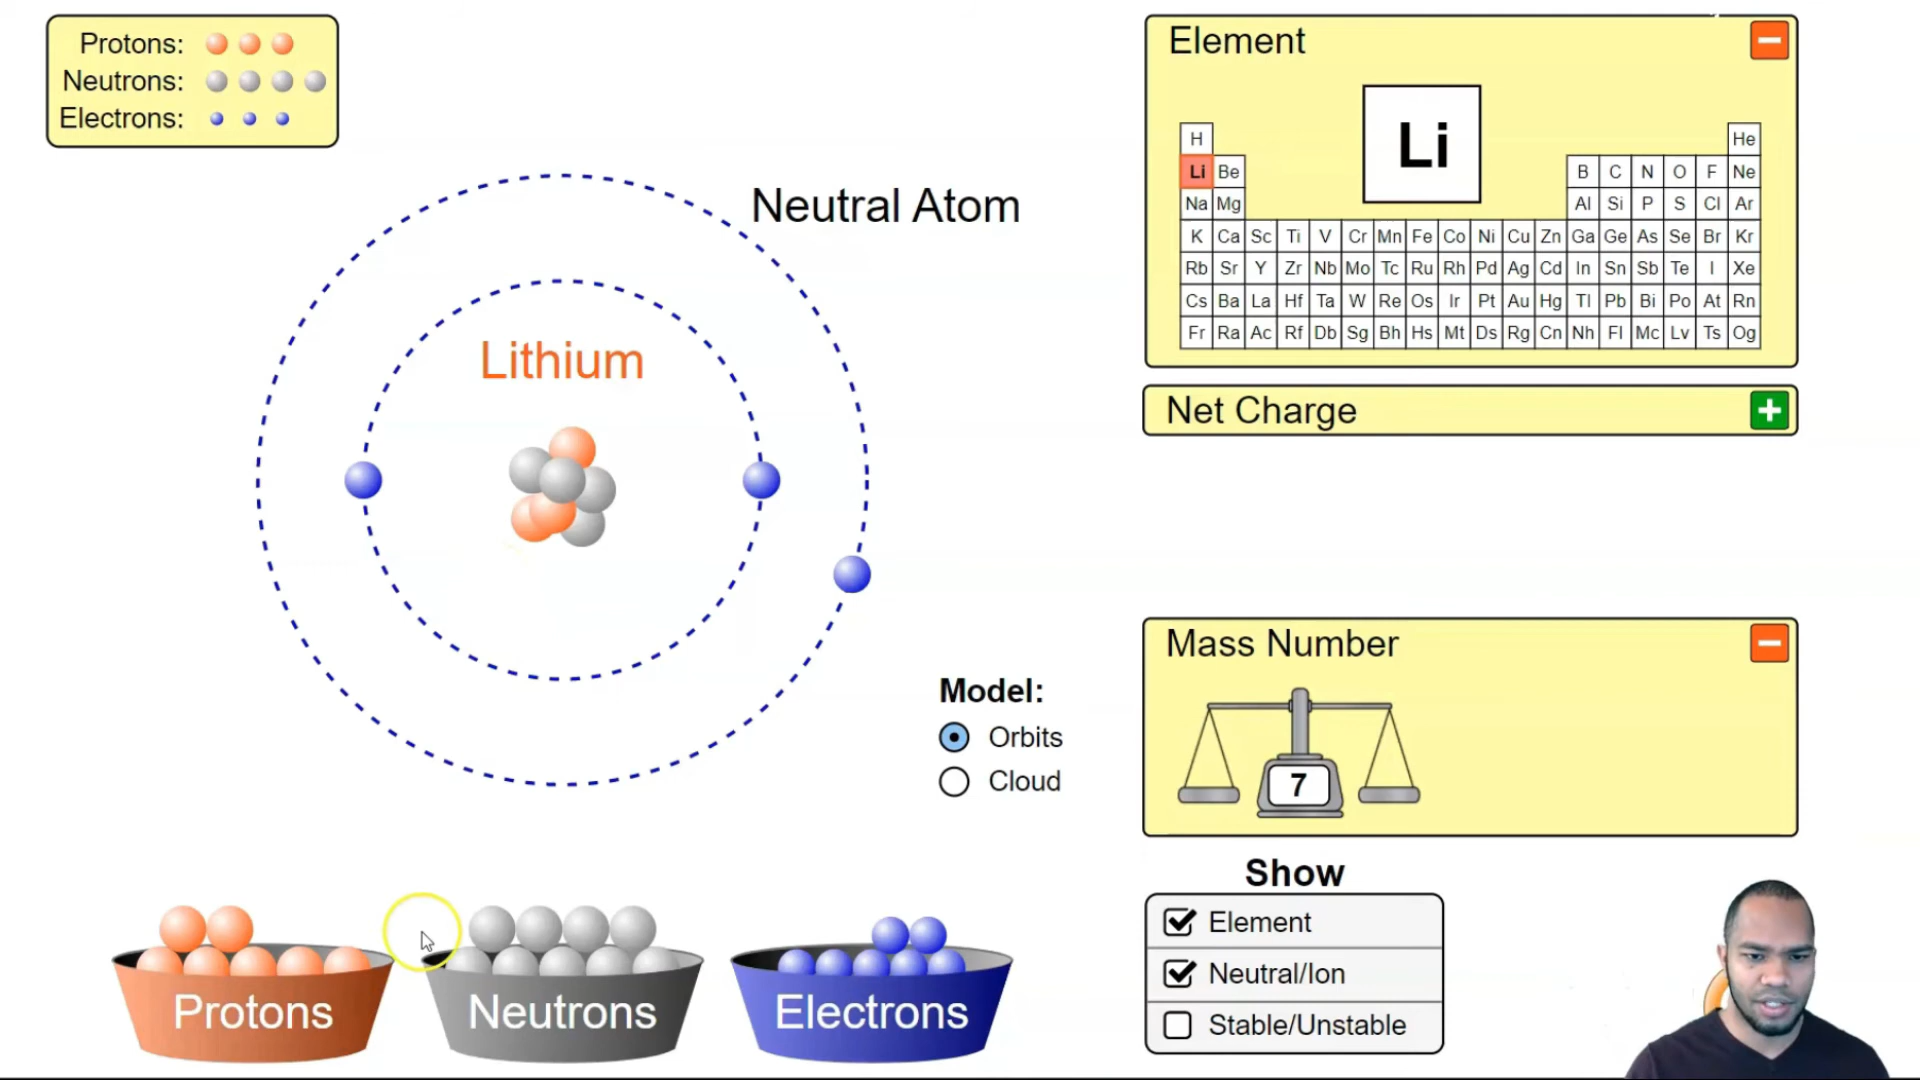 Protons:
Neutrons:
Electrons:
Neutral Atom
Lithium
Element
Li
H He
Li Be B C N O F Ne
Na Mg Al Si P S Cl Ar
K Ca Sc Ti V Cr Mn Fe Co Ni Cu Zn Ga Ge As Se Br Kr
Rb Sr Y Zr Nb Mo Tc Ru Rh Pd Ag Cd In Sn Sb Te I Xe
Cs Ba La Hf Ta W Re Os Ir Pt Au Hg Tl Pb Bi Po At Rn
Fr Ra Ac Rf Db Sg Bh Hs Mt Ds Rg Cn Nh Fl Mc Lv Ts Og
Net Charge
Model:
Orbits
Cloud
Mass Number
7
Show
Element
Neutral/Ion
Stable/Unstable
Protons
Neutrons
Electrons